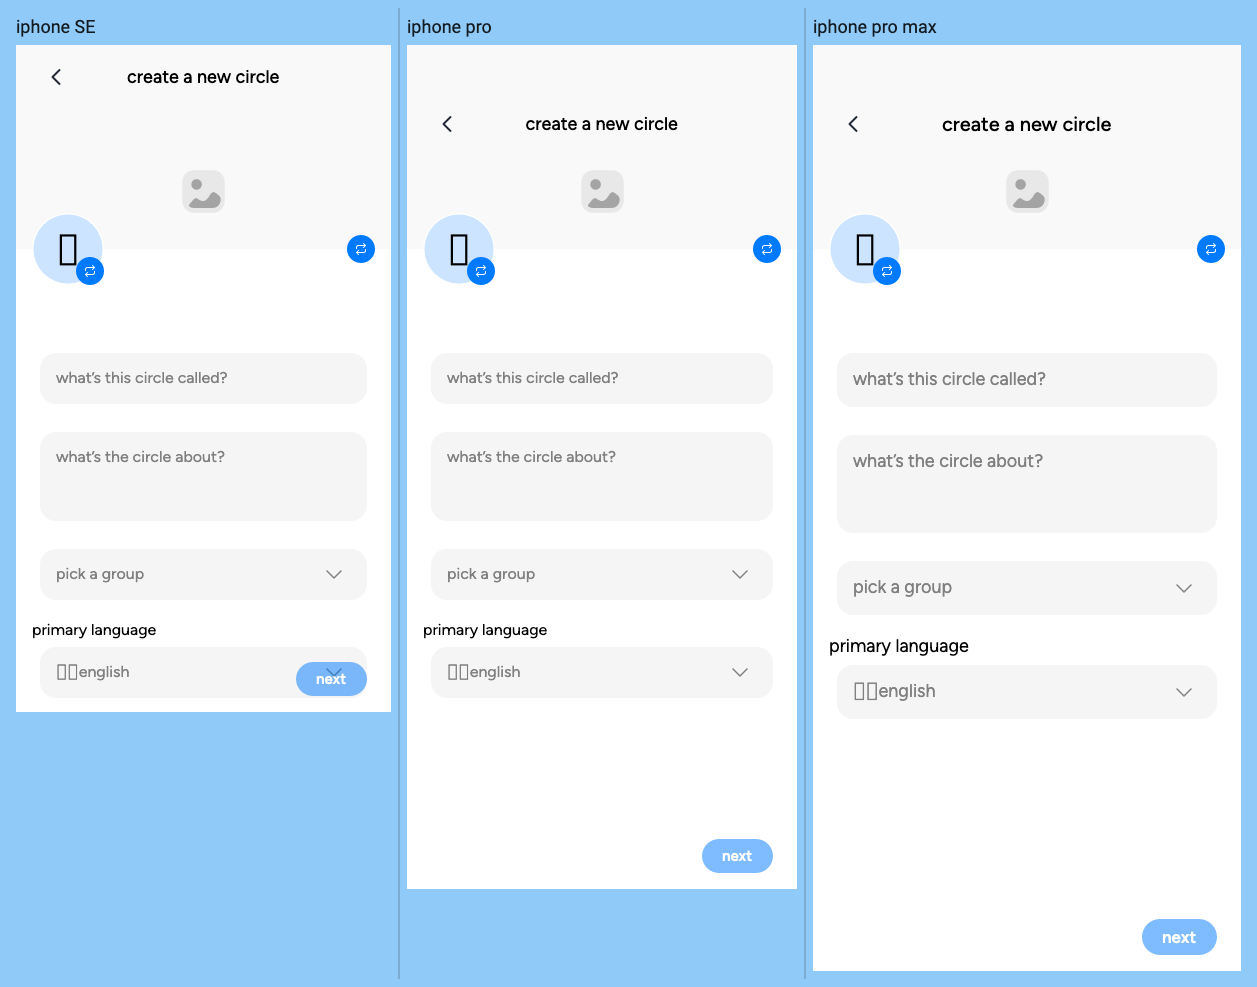 iphone SE
create a new circle
what's this circle called?
what's the circle about?
pick a group
primary language
english
next
iphone pro
create a new circle
what's this circle called?
what's the circle about?
pick a group
primary language
english
next
iphone pro max
create a new circle
what's this circle called?
what's the circle about?
pick a group
primary language
english
next